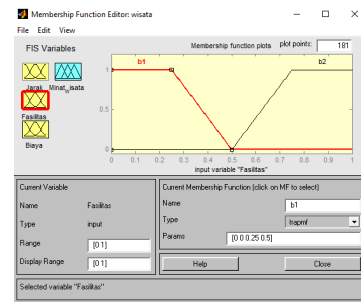 Membership Function Editor: wisata
File Edit View
FIS Variables
Membership function plots
plot points:
181
Jarak
Minat_wisata
Fasilitas
Biaya
b1
b2
1
0.5
0
0 0.1 0.2 0.3 0.4 0.5 0.6 0.7 0.8 0.9 1
input variable "Fasilitas"
Current Variable
Name Fasilitas
Type input
Range [0 1]
Display Range [0 1]
Current Membership Function (click on MF to select)
Name b1
Type trapmf
Params [0 0 0.25 0.5]
Help Close
Selected variable "Fasilitas"